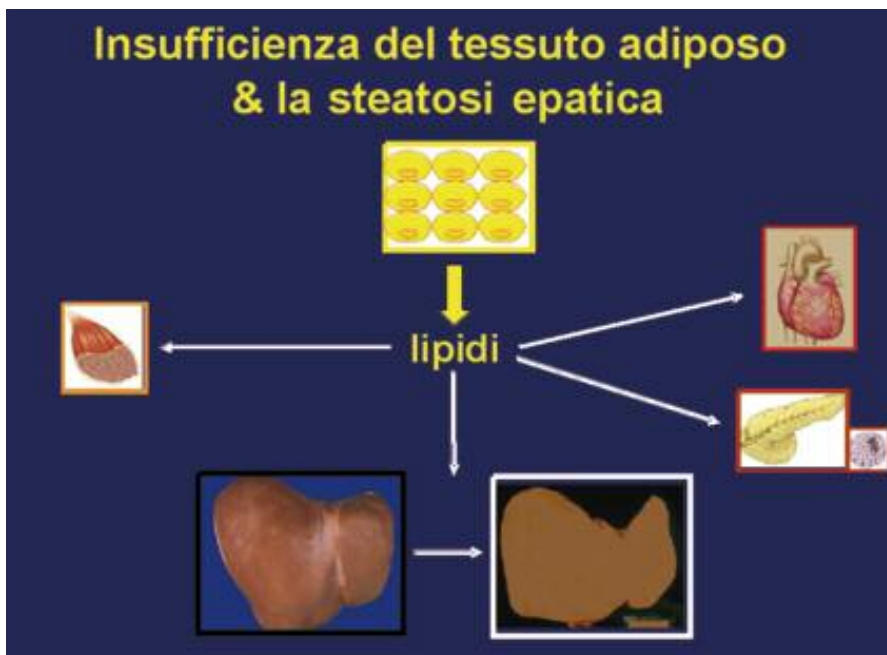 Insufficienza del tessuto adiposo
& la steatosi epatica
lipidi